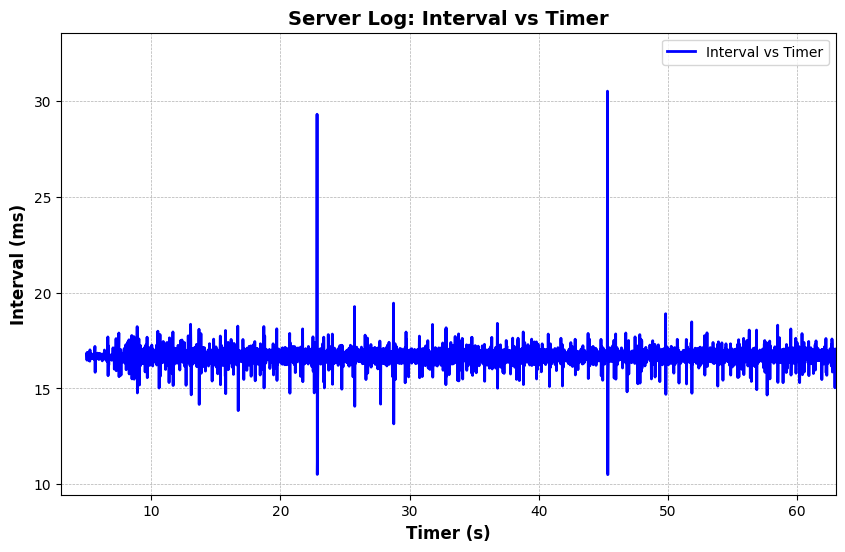 Server Log: Interval vs Timer
Interval vs Timer
30
25
20
15
10
Interval (ms)
10 20 30 40 50 60
Timer (s)